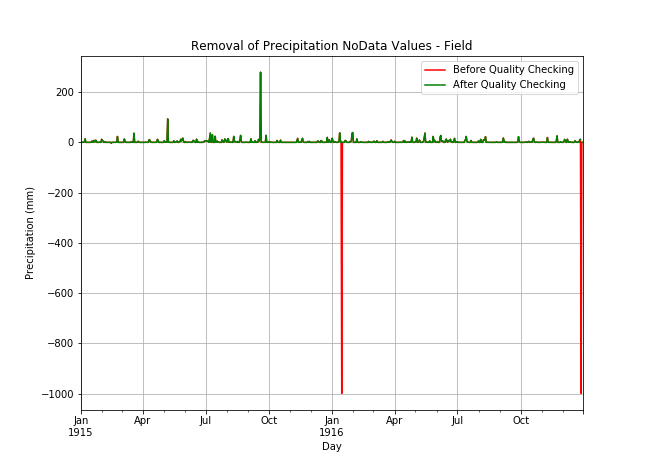 Removal of Precipitation NoData Values - Field
Before Quality Checking
After Quality Checking
Precipitation (mm)
200
0
−200
−400
−600
−800
−1000
Jan
1915
Apr
Jul
Oct
Jan
1916
Apr
Jul
Oct
Day